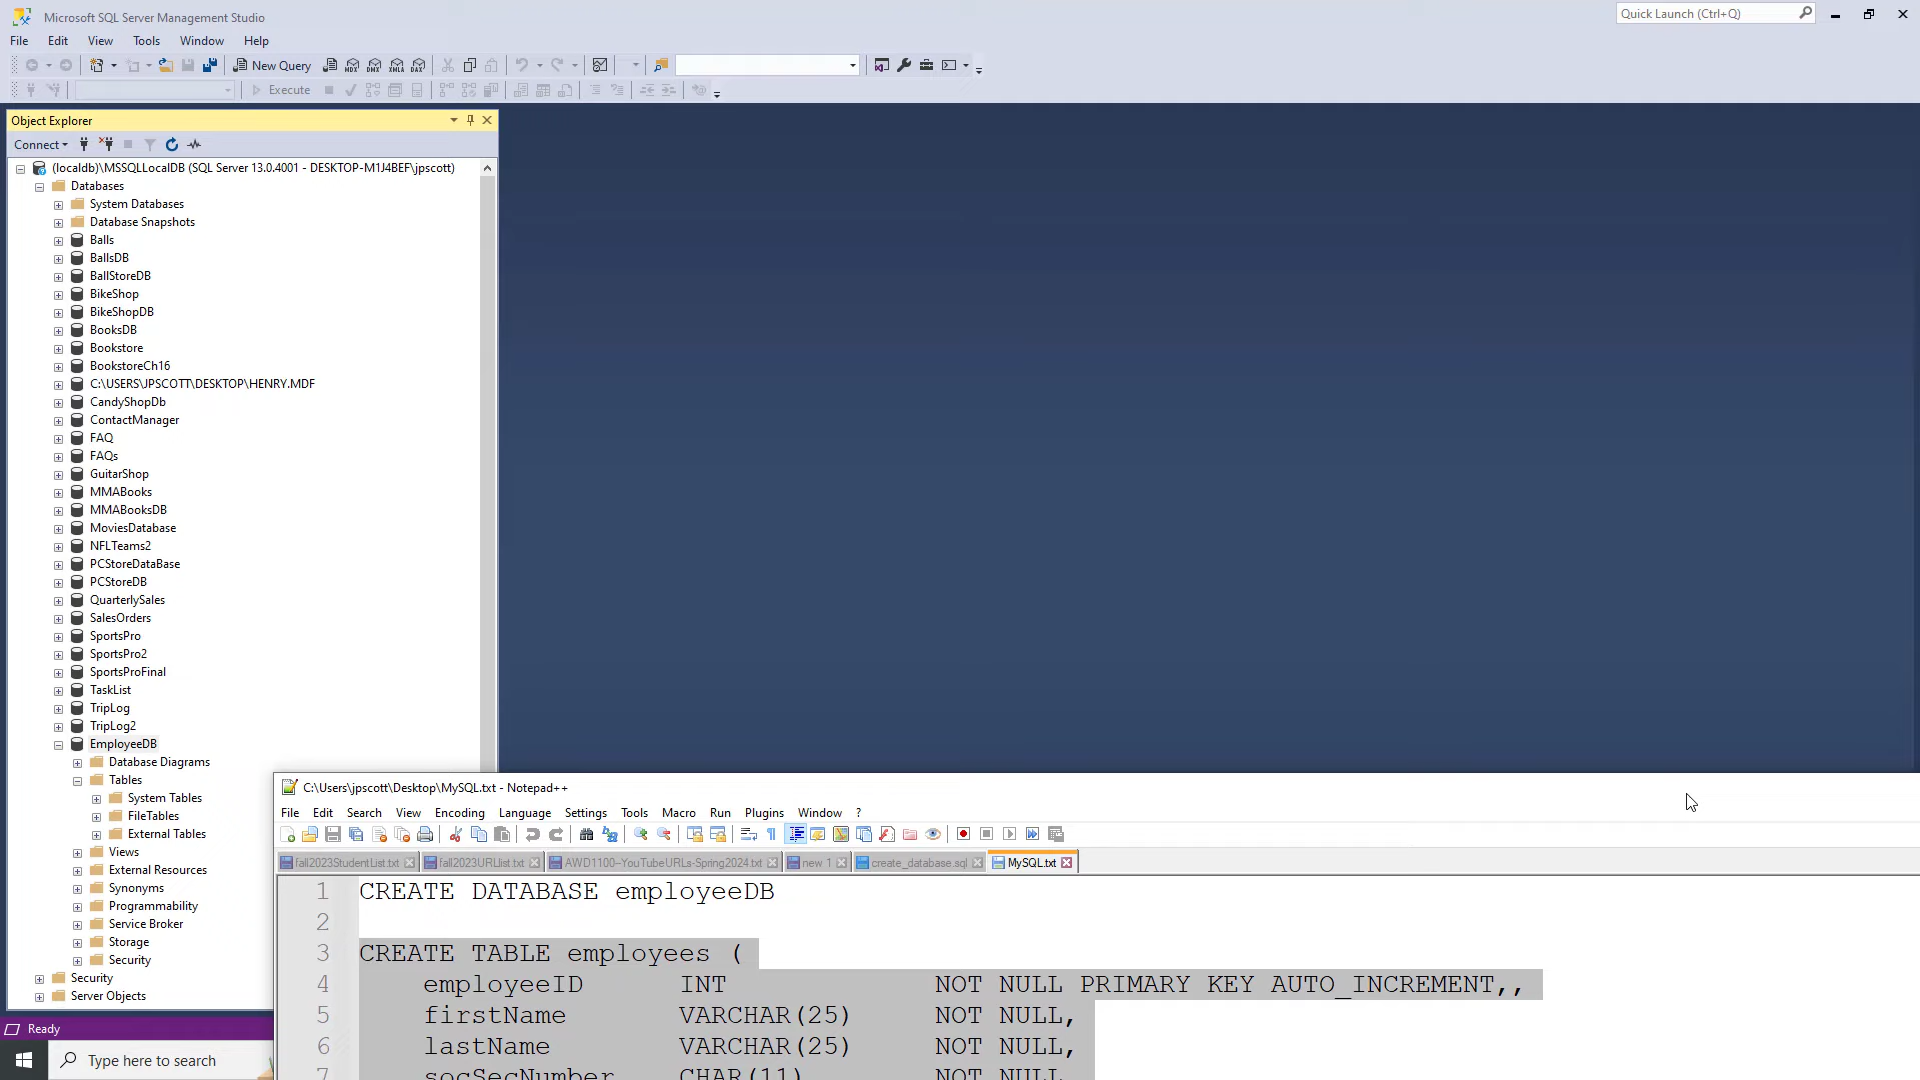 Microsoft SQL Server Management Studio
Quick Launch (Ctrl+Q)
File Edit View Tools Window Help
New Query
Execute
Object Explorer
Connect
(localdb)\MSSQLLocalDB (SQL Server 13.0.4001 - DESKTOP-M1J4BEF\jpscott)
Databases
System Databases
Database Snapshots
Balls
BallsDB
BallStoreDB
BikeShop
BikeShopDB
BooksDB
Bookstore
BookstoreCh16
C:\USERS\JPSCOTT\DESKTOP\HENRY.MDF
CandyShopDb
ContactManager
FAQ
FAQs
GuitarShop
MMABooks
MMABooksDB
MoviesDatabase
NFLTeams2
PCStoreDataBase
PCStoreDB
QuarterlySales
SalesOrders
SportsPro
SportsPro2
SportsProFinal
TaskList
TripLog
TripLog2
EmployeeDB
Database Diagrams
Tables
System Tables
FileTables
External Tables
Views
External Resources
Synonyms
Programmability
Service Broker
Storage
Security
Security
Server Objects
Ready
Type here to search
C:\Users\jpscott\Desktop\MySQL.txt - Notepad++
File Edit Search View Encoding Language Settings Tools Macro Run Plugins Window ?
fall2023StudentList.txt fall2023URLlist.txt AWD1100--YouTubeURLs-Spring2024.txt new 1 create_database.sql MySQL.txt
1 CREATE DATABASE employeeDB
2
3 CREATE TABLE employees (
4 employeeID INT NOT NULL PRIMARY KEY AUTO_INCREMENT,,
5 firstName VARCHAR(25) NOT NULL,
6 lastName VARCHAR(25) NOT NULL,
7 socSecNumber CHAR(11) NOT NULL